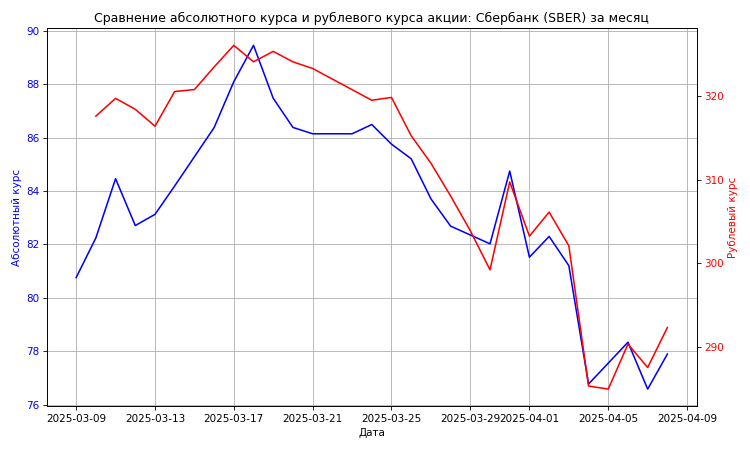 Сравнение абсолютного курса и рублевого курса акции: Сбербанк (SBER) за месяц
90
88
86
84
82
80
78
76
Абсолютный курс
320
310
300
290
Рублевый курс
2025-03-09 2025-03-13 2025-03-17 2025-03-21 2025-03-25 2025-03-29 2025-04-01 2025-04-05 2025-04-09
Дата